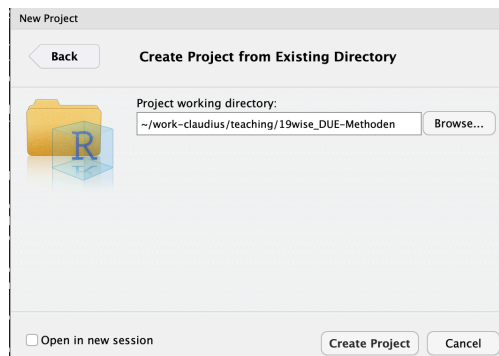 New Project
Back
Create Project from Existing Directory
Project working directory:
~/work-claudius/teaching/19wise_DUE-Methoden
Browse...
R
Open in new session
Create Project
Cancel